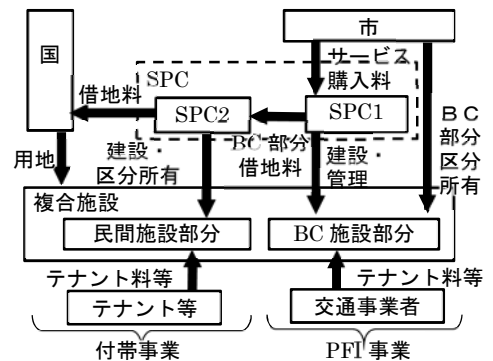 国
市
サービス
購入料
SPC
借地料
SPC2
SPC1
BC部分
借地料
用地
建設・
区分所有
建設・
管理
BC
部分
区分
所有
複合施設
民間施設部分
BC 施設部分
テナント料等
テナント料等
テナント等
交通事業者
付帯事業
PFI 事業